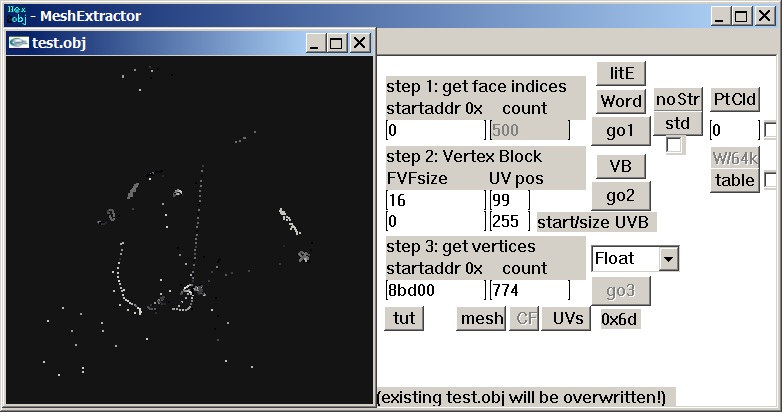 Hex obj - MeshExtractor
test.obj
step 1: get face indices
startaddr 0x count
0 500
litE
Word
go1
noStr
std
PtCld
0
step 2: Vertex Block
FVFsize UV pos
16 99
0 255 start/size UVB
VB
go2
W/64k
table
step 3: get vertices
startaddr 0x count
8bd00 774
Float
go3
tut mesh CF UVs 0x6d
(existing test.obj will be overwritten!)